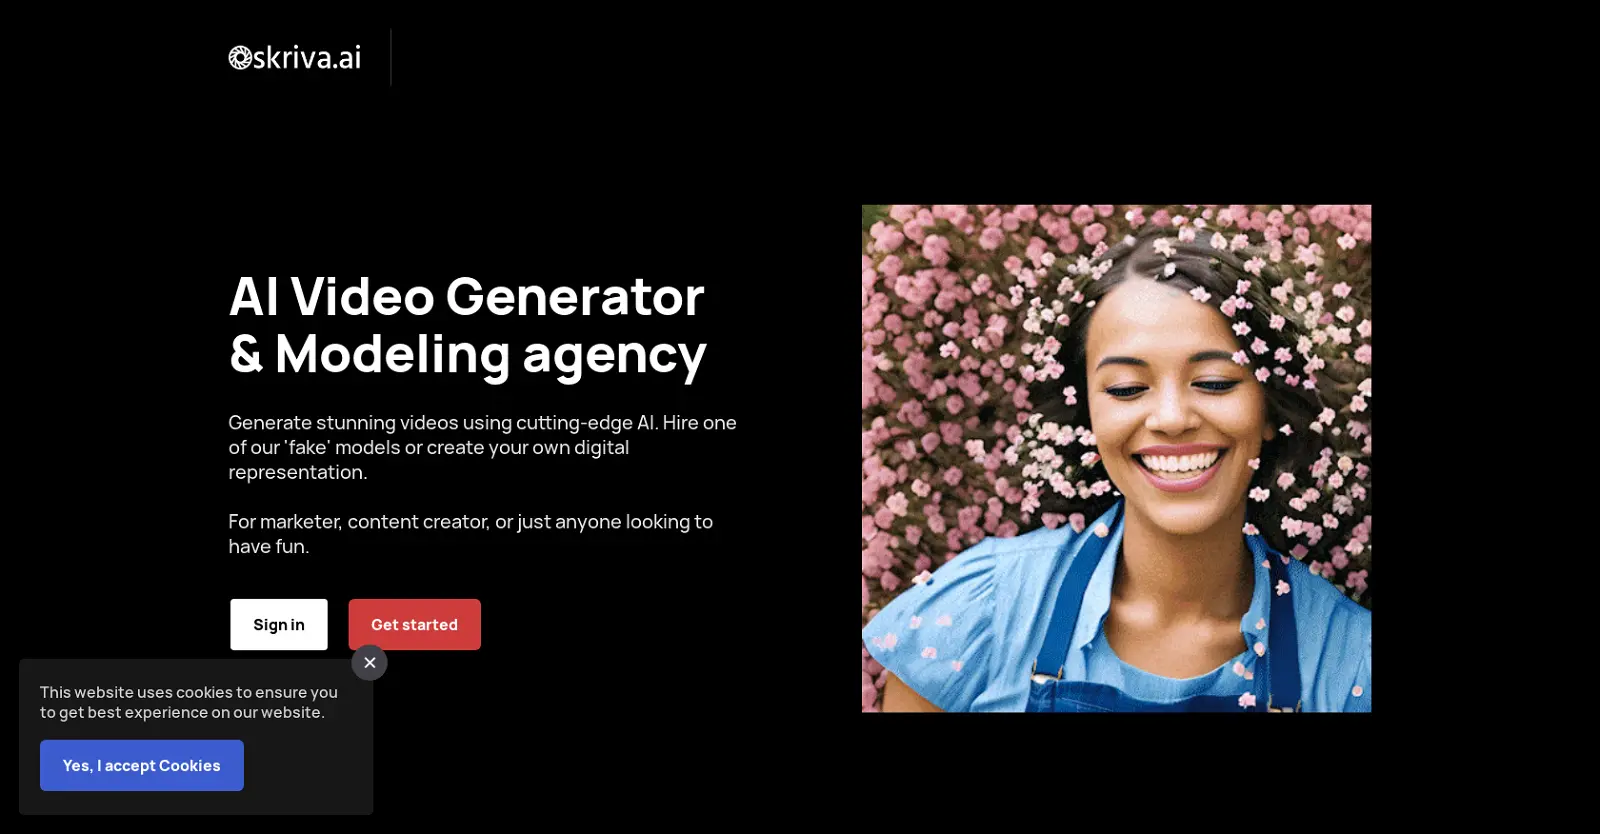 skriva.ai
AI Video Generator
& Modeling agency
Generate stunning videos using cutting-edge AI. Hire one
of our 'fake' models or create your own digital
representation.
For marketer, content creator, or just anyone looking to
have fun.
Sign in
Get started
This website uses cookies to ensure you
to get best experience on our website.
Yes, I accept Cookies